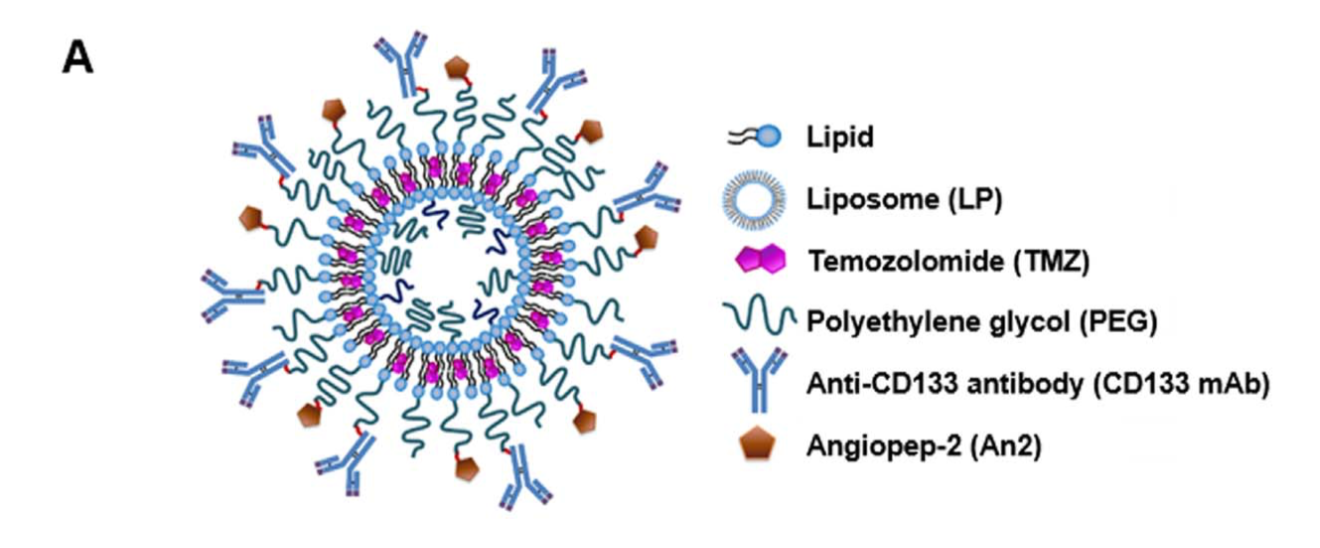 A
Lipid
Liposome (LP)
Temozolomide (TMZ)
Polyethylene glycol (PEG)
Anti-CD133 antibody (CD133 mAb)
Angiopep-2 (An2)